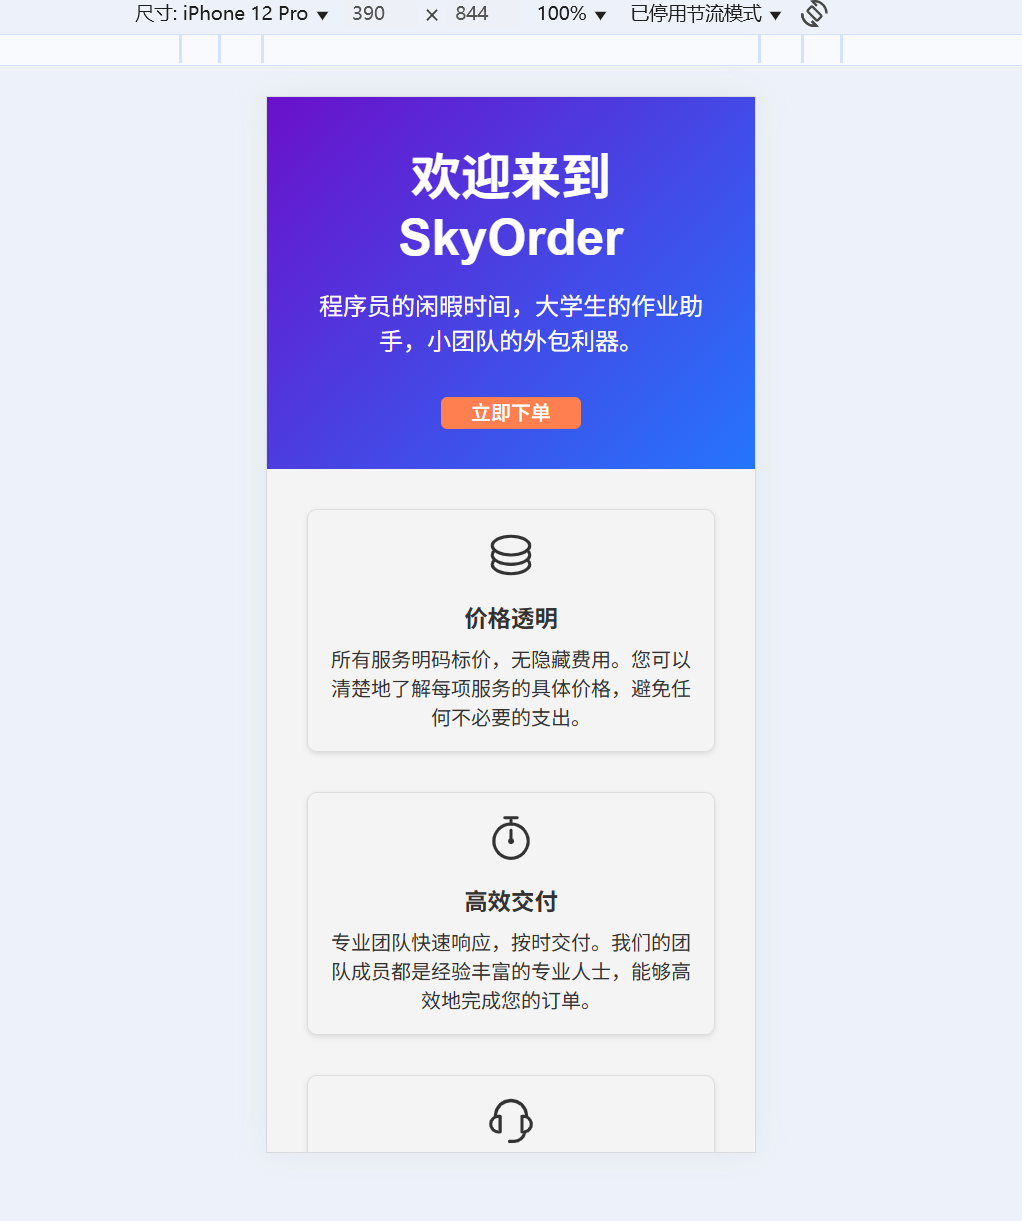 尺寸: iPhone 12 Pro ▼ 390 × 844 100% ▼ 已停用节流模式 ▼
欢迎来到
SkyOrder
程序员的闲暇时间，大学生的作业助
手，小团队的外包利器。
立即下单
价格透明
所有服务明码标价，无隐藏费用。您可以
清楚地了解每项服务的具体价格，避免任
何不必要的支出。
高效交付
专业团队快速响应，按时交付。我们的团
队成员都是经验丰富的专业人士，能够高
效地完成您的订单。